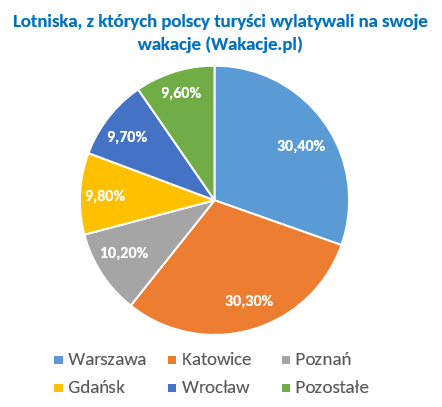 Lotniska, z których polscy turyści wylatywali na swoje
wakacje (Wakacje.pl)
9,60%
30,40%
9,70%
9,80%
10,20%
30,30%
Warszawa Katowice Poznań
Gdańsk Wrocław Pozostałe